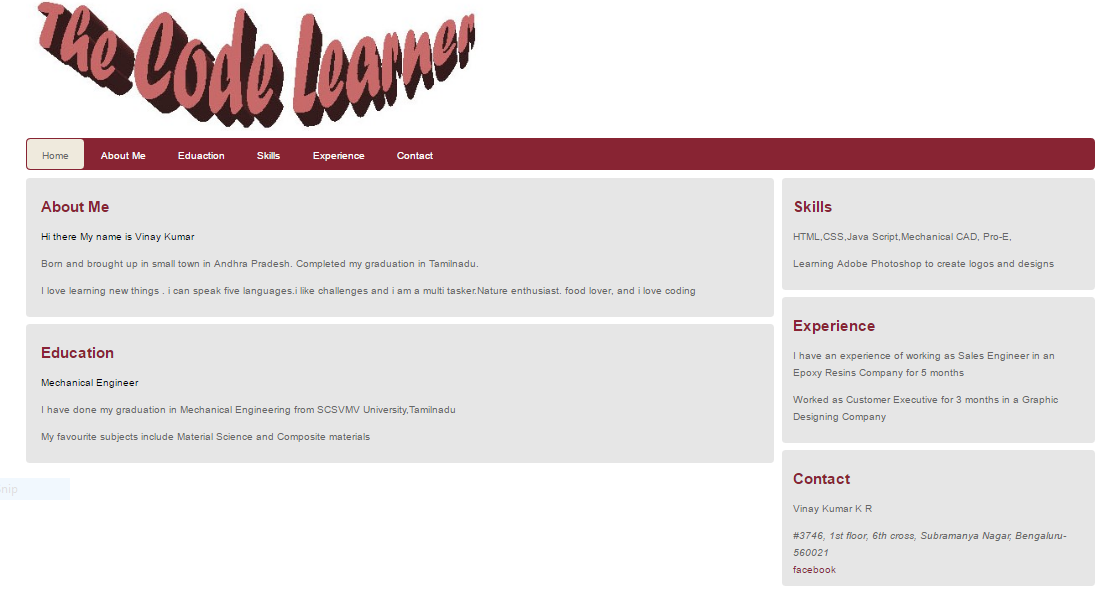 The Code Learner
Home About Me Eduaction Skills Experience Contact
About Me
Hi there My name is Vinay Kumar
Born and brought up in small town in Andhra Pradesh. Completed my graduation in Tamilnadu.
I love learning new things . i can speak five languages.i like challenges and i am a multi tasker.Nature enthusiast. food lover, and i love coding
Education
Mechanical Engineer
I have done my graduation in Mechanical Engineering from SCSVMV University,Tamilnadu
My favourite subjects include Material Science and Composite materials
Skills
HTML,CSS,Java Script,Mechanical CAD, Pro-E,
Learning Adobe Photoshop to create logos and designs
Experience
I have an experience of working as Sales Engineer in an
Epoxy Resins Company for 5 months
Worked as Customer Executive for 3 months in a Graphic
Designing Company
Contact
Vinay Kumar K R
#3746, 1st floor, 6th cross, Subramanya Nagar, Bengaluru-
560021
facebook